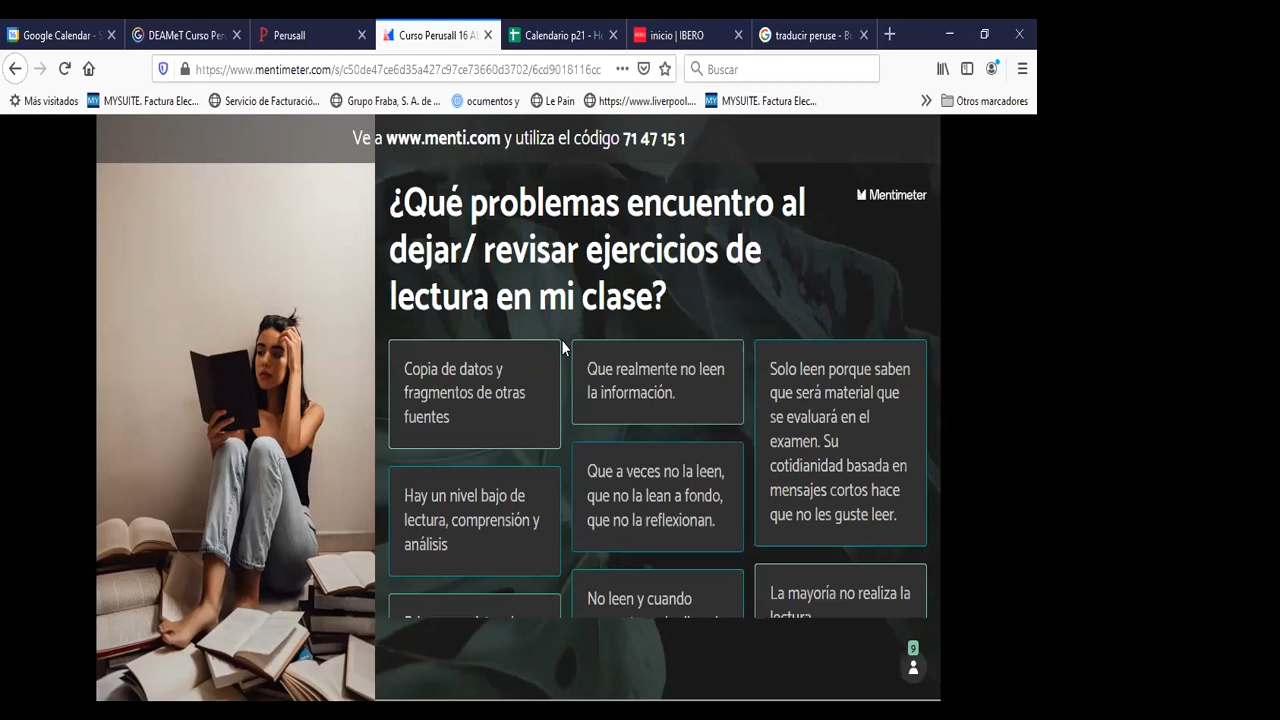 Google Calendar - S
DEAMeT Curso Per
Perusall
Curso Perusall 16 A
Calendario p21 - Ho
inicio | IBERO
traducir peruse - Bu
https://www.mentimeter.com/s/c50de47ce6d35a427c97ce73660d3702/6cd9018116cc
Buscar
Más visitados
MYSUITE. Factura Elec...
Servicio de Facturació...
Grupo Fraba, S. A. de ...
ocumentos y
Le Pain
https://www.liverpool....
MYSUITE. Factura Elec...
Otros marcadores
Ve a www.menti.com y utiliza el código 71 47 15 1
¿Qué problemas encuentro al
dejar/ revisar ejercicios de
lectura en mi clase?
Mentimeter
Copia de datos y
fragmentos de otras
fuentes
Hay un nivel bajo de
lectura, comprensión y
análisis
Que realmente no leen
la información.
Que a veces no la leen,
que no la lean a fondo,
que no la reflexionan.
No leen y cuando
Solo leen porque saben
que será material que
se evaluará en el
examen. Su
cotidianidad basada en
mensajes cortos hace
que no les guste leer.
La mayoría no realiza la
lectura
9